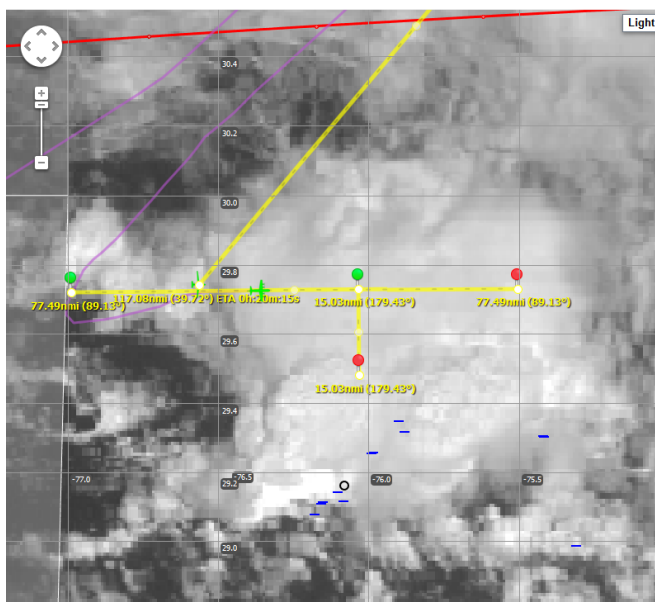 Light
30.4
30.2
30.0
29.8
77.49nmi (89.13°)
117.08nmi (39.72°) ETA 0h:20m:15s
15.03nmi (179.43°)
77.49nmi (89.13°)
29.6
15.03nmi (179.43°)
29.4
-77.0
-76.5
29.2
-76.0
-75.5
29.0